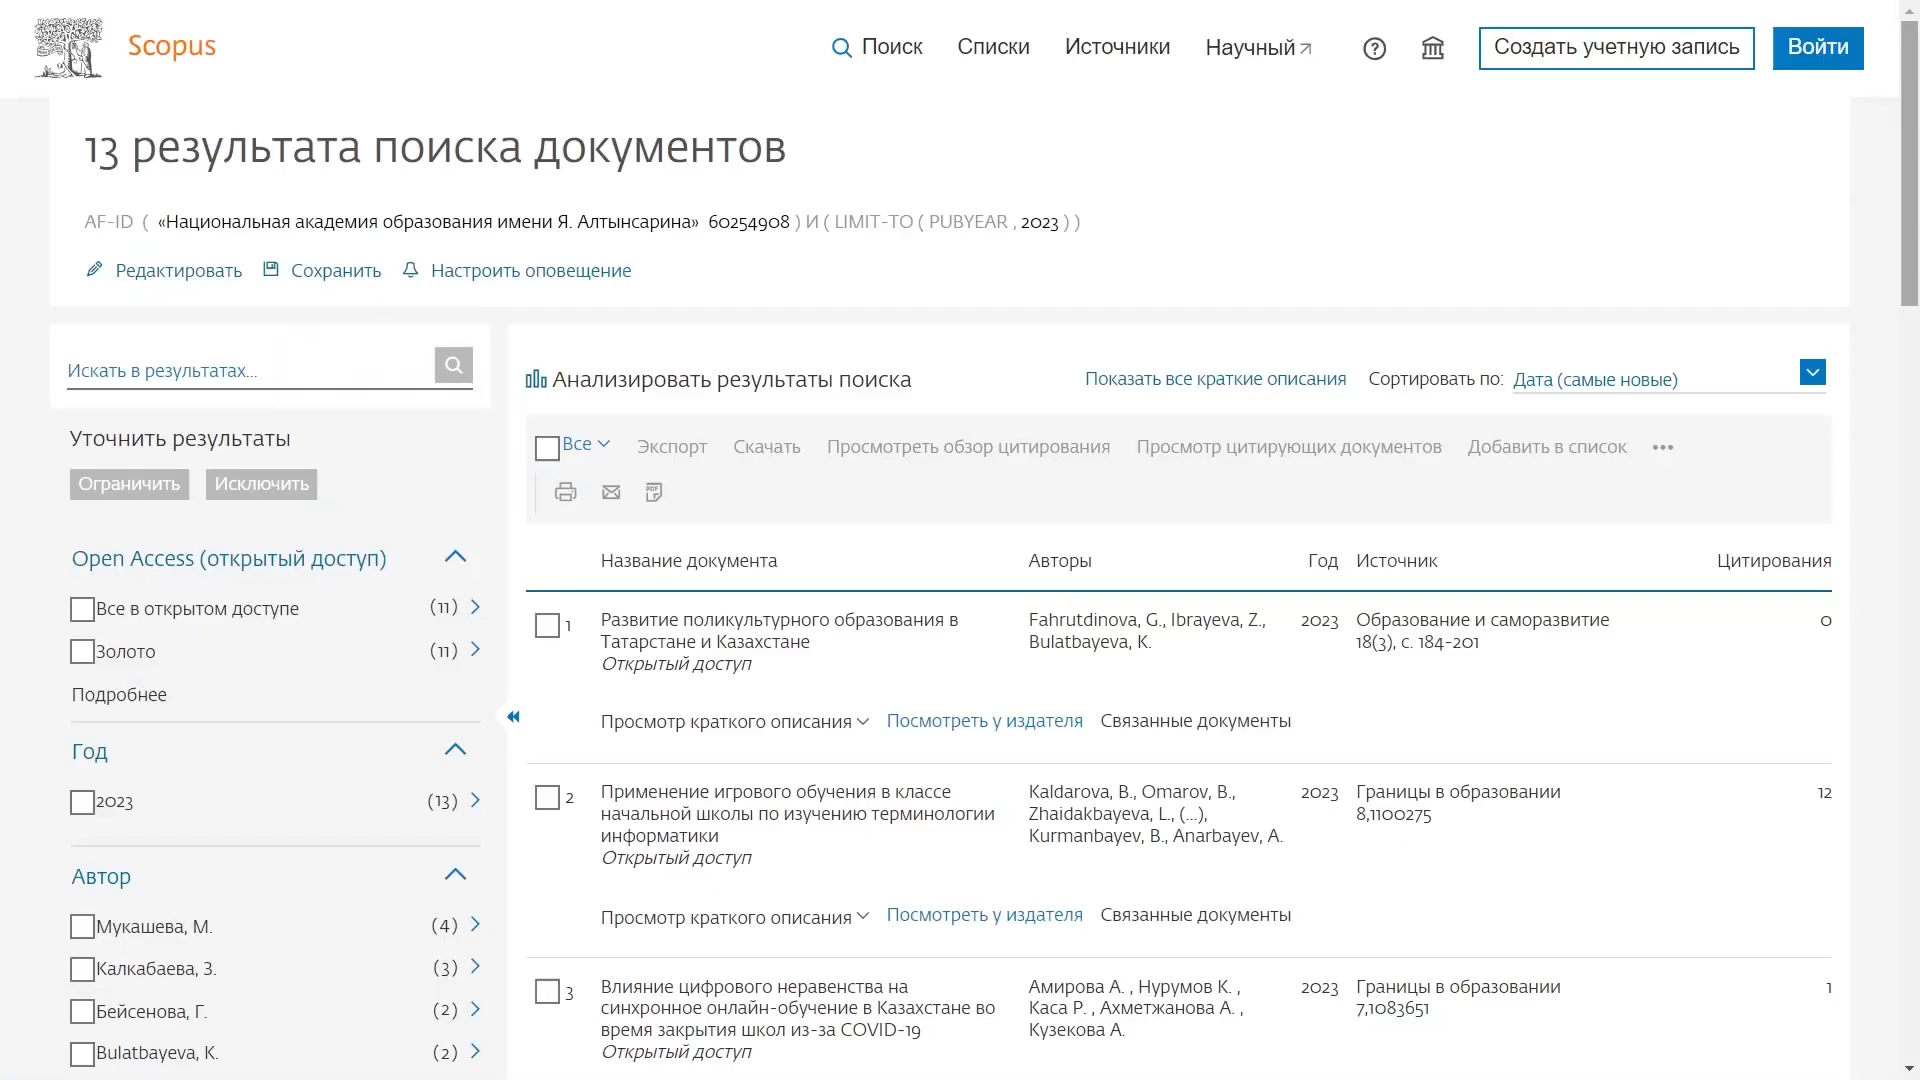 Scopus
Поиск
Списки
Источники
Научный
Создать учетную запись
Войти
13 результата поиска документов
AF-ID ( «Национальная академия образования имени Я. Алтынсарина» 60254908 ) И ( LIMIT-TO ( PUBYEAR , 2023 ) )
Редактировать
Сохранить
Настроить оповещение
Искать в результатах...
Уточнить результаты
Ограничить
Исключить
Open Access (открытый доступ)
Все в открытом доступе (11)
Золото (11)
Подробнее
Год
2023 (13)
Автор
Мукашева, М. (4)
Калкабаева, З. (3)
Бейсенова, Г. (2)
Bulatbayeva, K. (2)
Анализировать результаты поиска
Показать все краткие описания
Сортировать по: Дата (самые новые)
Все
Экспорт
Скачать
Просмотреть обзор цитирования
Просмотр цитирующих документов
Добавить в список
PDF
Название документа Авторы Год Источник Цитирования
1 Развитие поликультурного образования в Fahrutdinova, G., Ibrayeva, Z., 2023 Образование и саморазвитие 0
Татарстане и Казахстане Bulatbayeva, K. 18(3), с. 184-201
Открытый доступ
Просмотр краткого описания Посмотреть у издателя Связанные документы
2 Применение игрового обучения в классе Kaldarova, B., Omarov, B., 2023 Границы в образовании 12
начальной школы по изучению терминологии Zhaidakbayeva, L., (...), 8,1100275
информатики Kurmanbayev, B., Anarbayev, A.
Открытый доступ
Просмотр краткого описания Посмотреть у издателя Связанные документы
3 Влияние цифрового неравенства на Амирова А. , Нурумов К. , 2023 Границы в образовании 1
синхронное онлайн-обучение в Казахстане во Каса Р. , Ахметжанова А. , 7,1083651
время закрытия школ из-за COVID-19 Кузекова А.
Открытый доступ